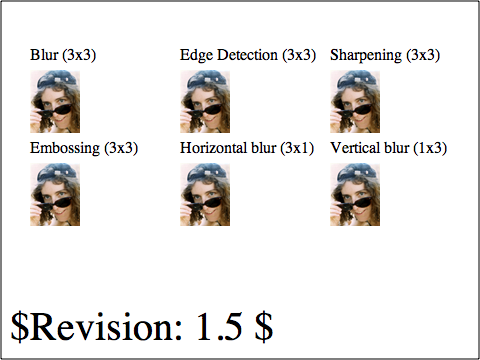 Blur (3x3) Edge Detection (3x3) Sharpening (3x3)
Embossing (3x3) Horizontal blur (3x1) Vertical blur (1x3)
$Revision: 1.5 $